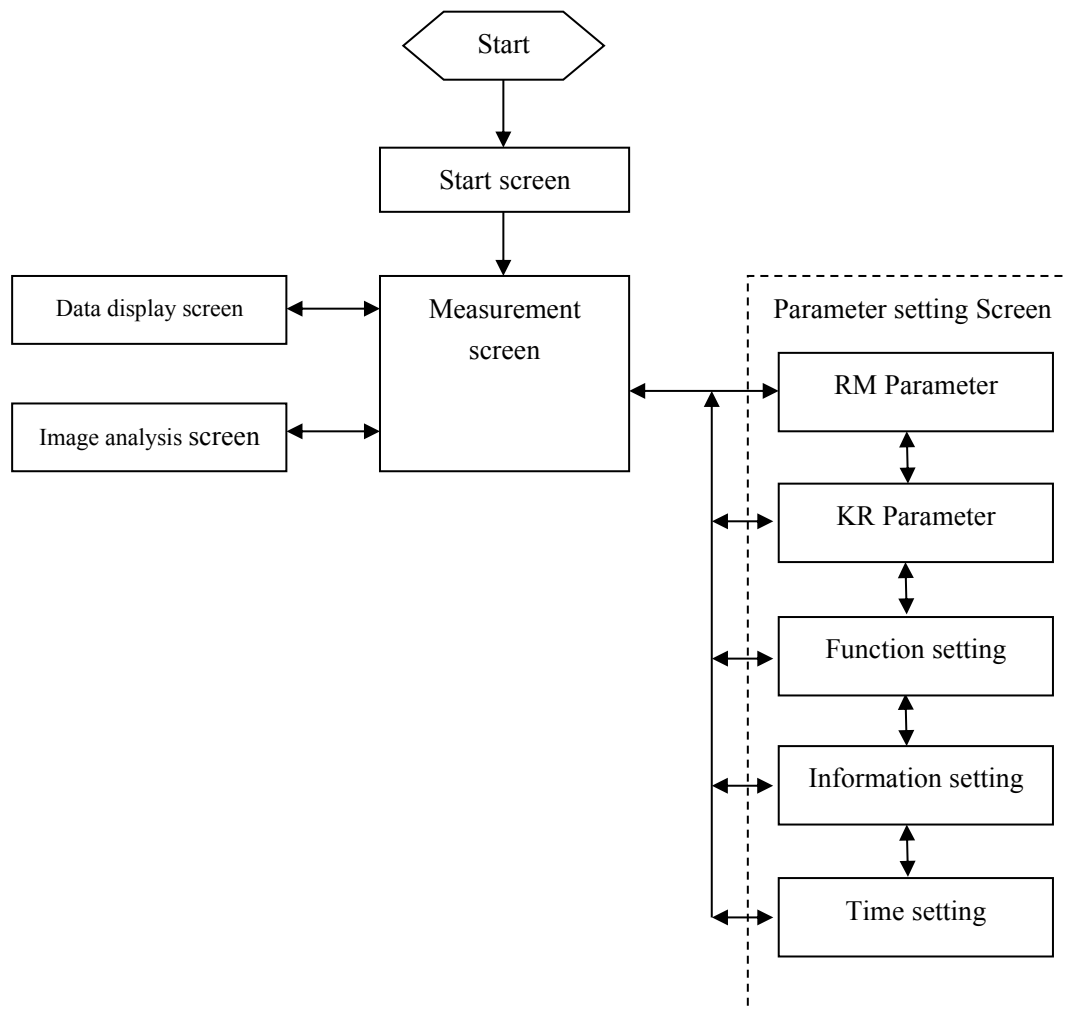 Start
Start screen
Data display screen
Measurement
screen
Parameter setting Screen
Image analysis screen
RM Parameter
KR Parameter
Function setting
Information setting
Time setting